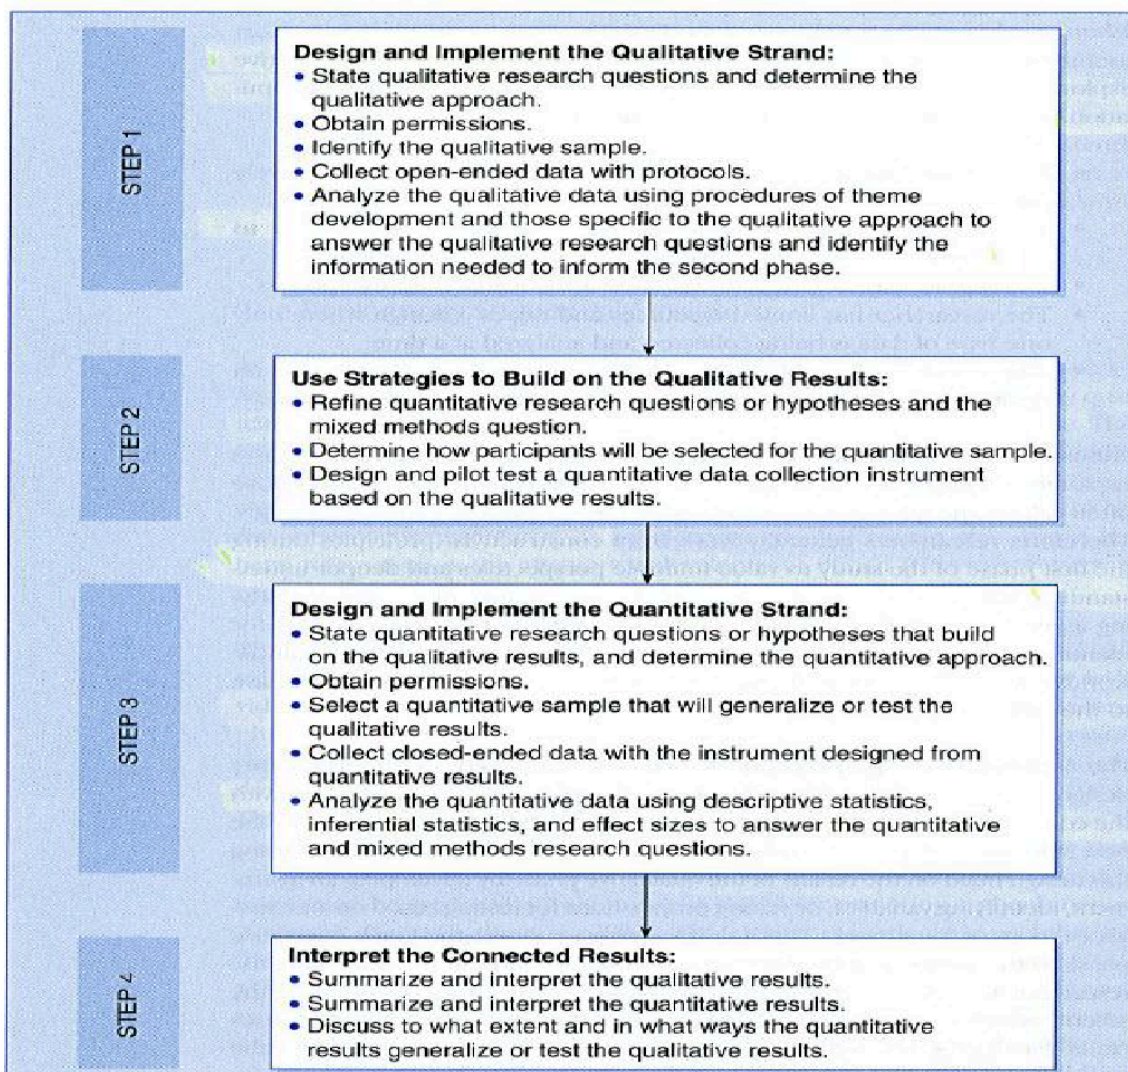 STEP 1
Design and Implement the Qualitative Strand:
• State qualitative research questions and determine the
qualitative approach.
• Obtain permissions.
• Identify the qualitative sample.
• Collect open-ended data with protocols.
• Analyze the qualitative data using procedures of theme
development and those specific to the qualitative approach to
answer the qualitative research questions and identify the
information needed to inform the second phase.
STEP 2
Use Strategies to Build on the Qualitative Results:
• Refine quantitative research questions or hypotheses and the
mixed methods question.
• Determine how participants will be selected for the quantitative sample.
• Design and pilot test a quantitative data collection instrument
based on the qualitative results.
STEP 3
Design and Implement the Quantitative Strand:
• State quantitative research questions or hypotheses that build
on the qualitative results, and determine the quantitative approach.
• Obtain permissions.
• Select a quantitative sample that will generalize or test the
qualitative results.
• Collect closed-ended data with the instrument designed from
quantitative results.
• Analyze the quantitative data using descriptive statistics,
inferential statistics, and effect sizes to answer the quantitative
and mixed methods research questions.
STEP 4
Interpret the Connected Results:
• Summarize and interpret the qualitative results.
• Summarize and interpret the quantitative results.
• Discuss to what extent and in what ways the quantitative
results generalize or test the qualitative results.